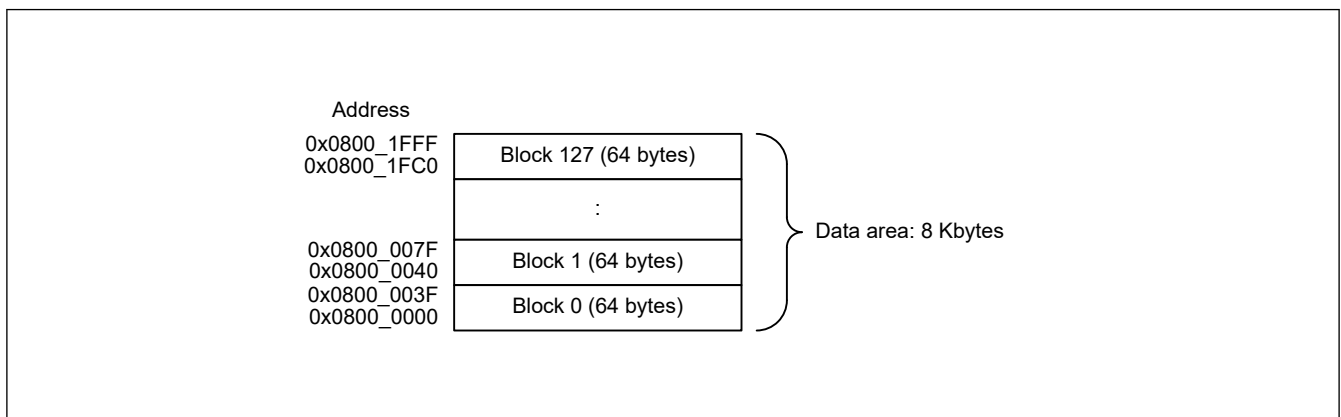 Address
0x0800_1FFF
0x0800_1FC0
Block 127 (64 bytes)
:
0x0800_007F
0x0800_0040
Block 1 (64 bytes)
0x0800_003F
0x0800_0000
Block 0 (64 bytes)
Data area: 8 Kbytes